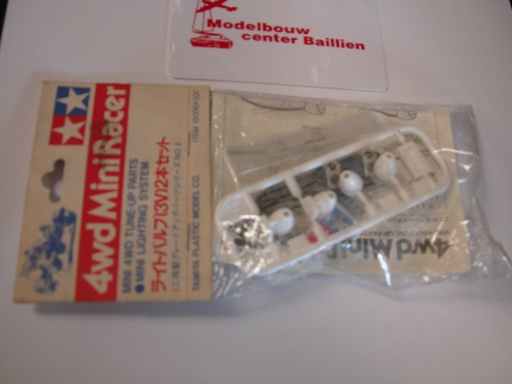 Modelbouw
center Baillien
4wd Mini Racer
MINI 4WD TUNE-UP PARTS
● MINI LIGHTING SYSTEM
ライトバルブ(3V)2本セット
TAMIYA PLASTIC MODEL CO.
4wd Mini